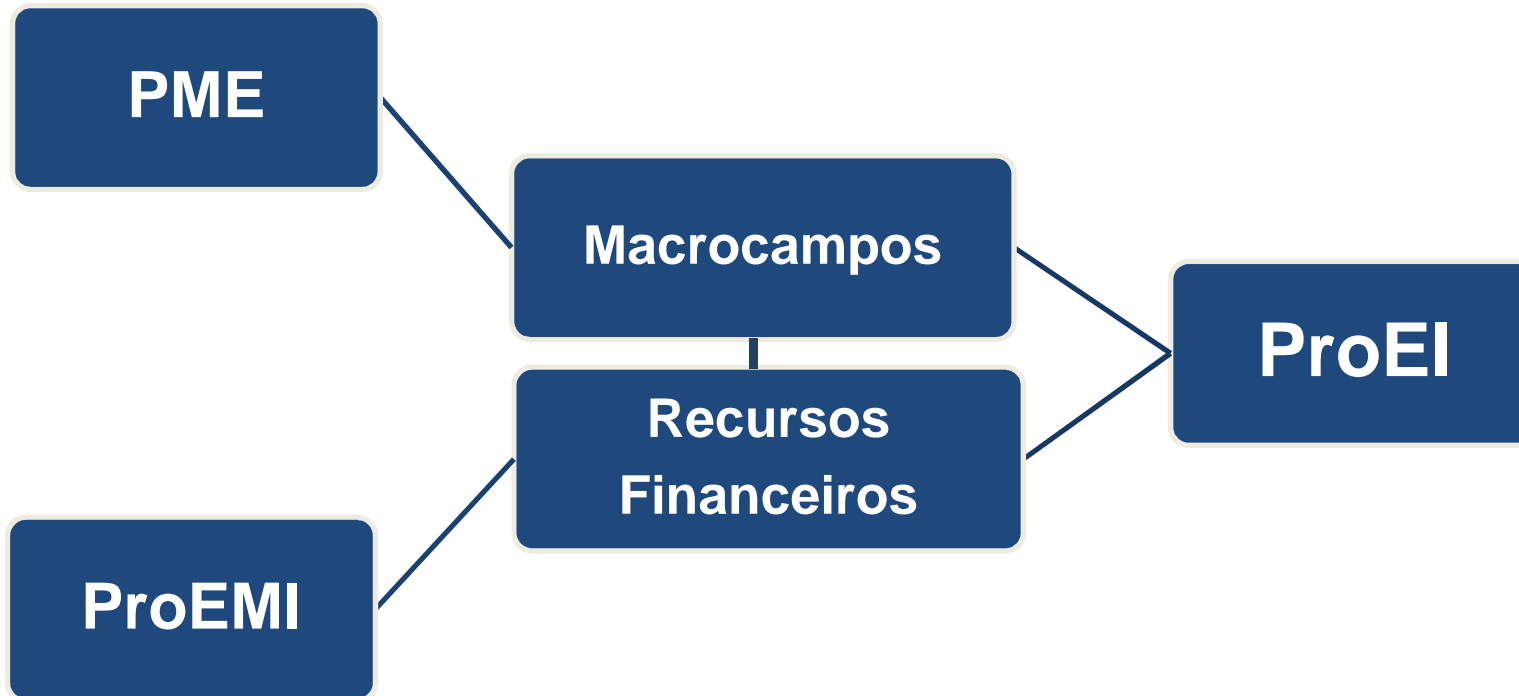 PME
Macrocampos
ProEI
Recursos
Financeiros
ProEMI